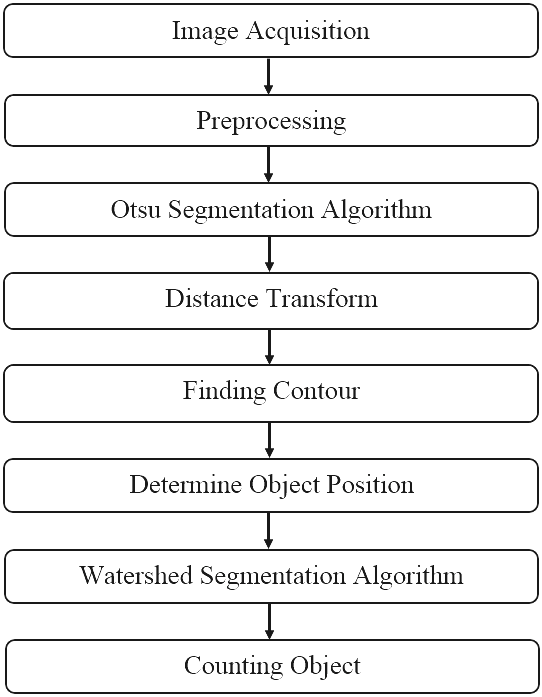 Image Acquisition
Preprocessing
Otsu Segmentation Algorithm
Distance Transform
Finding Contour
Determine Object Position
Watershed Segmentation Algorithm
Counting Object